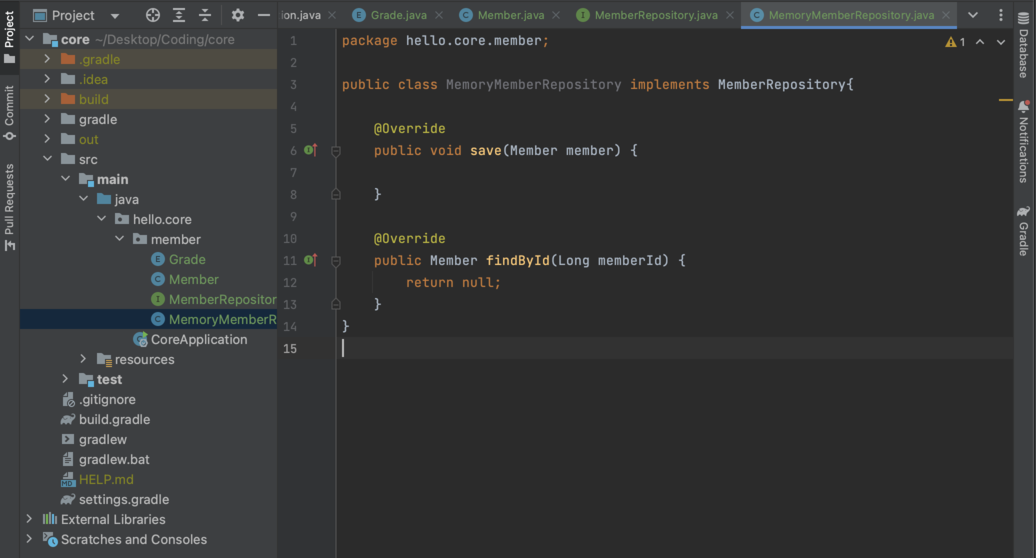 Project
ion.java
Grade.java
Member.java
MemberRepository.java
MemoryMemberRepository.java
Project
Commit
Pull Requests
core ~/Desktop/Coding/core
.gradle
.idea
build
gradle
out
src
main
java
hello.core
member
E Grade
C Member
I MemberRepositor
C MemoryMemberR
CoreApplication
resources
test
.gitignore
build.gradle
gradlew
gradlew.bat
HELP.md
settings.gradle
External Libraries
Scratches and Consoles
1 package hello.core.member;
2
3 public class MemoryMemberRepository implements MemberRepository{
4
5 @Override
6 public void save(Member member) {
7
8 }
9
10 @Override
11 public Member findById(Long memberId) {
12 return null;
13 }
14 }
15
1
Database
Notifications
Gradle